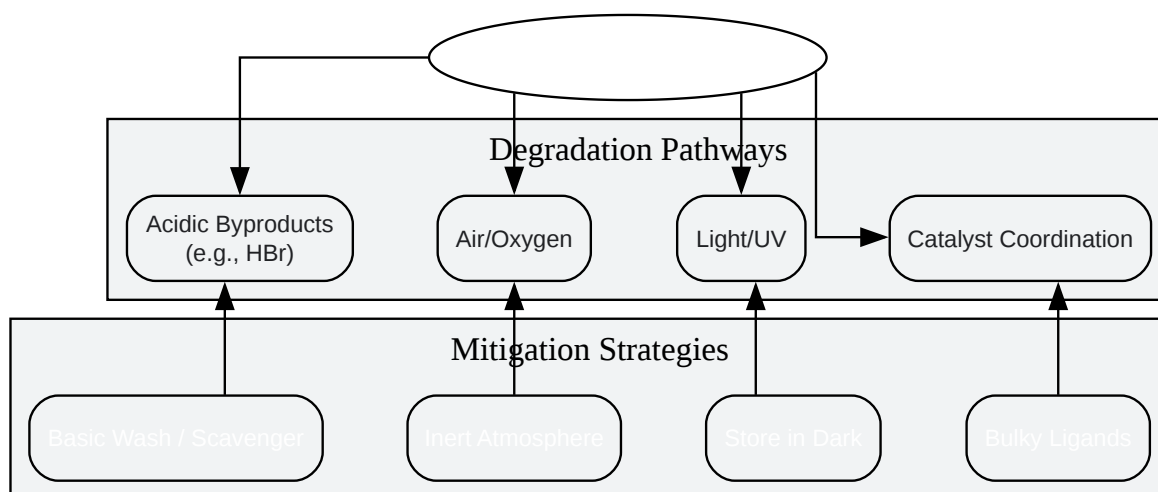 Degradation Pathways
Acidic Byproducts
(e.g., HBr)
Air/Oxygen
Light/UV
Catalyst Coordination
Mitigation Strategies
Basic Wash / Scavenger
Inert Atmosphere
Store in Dark
Bulky Ligands